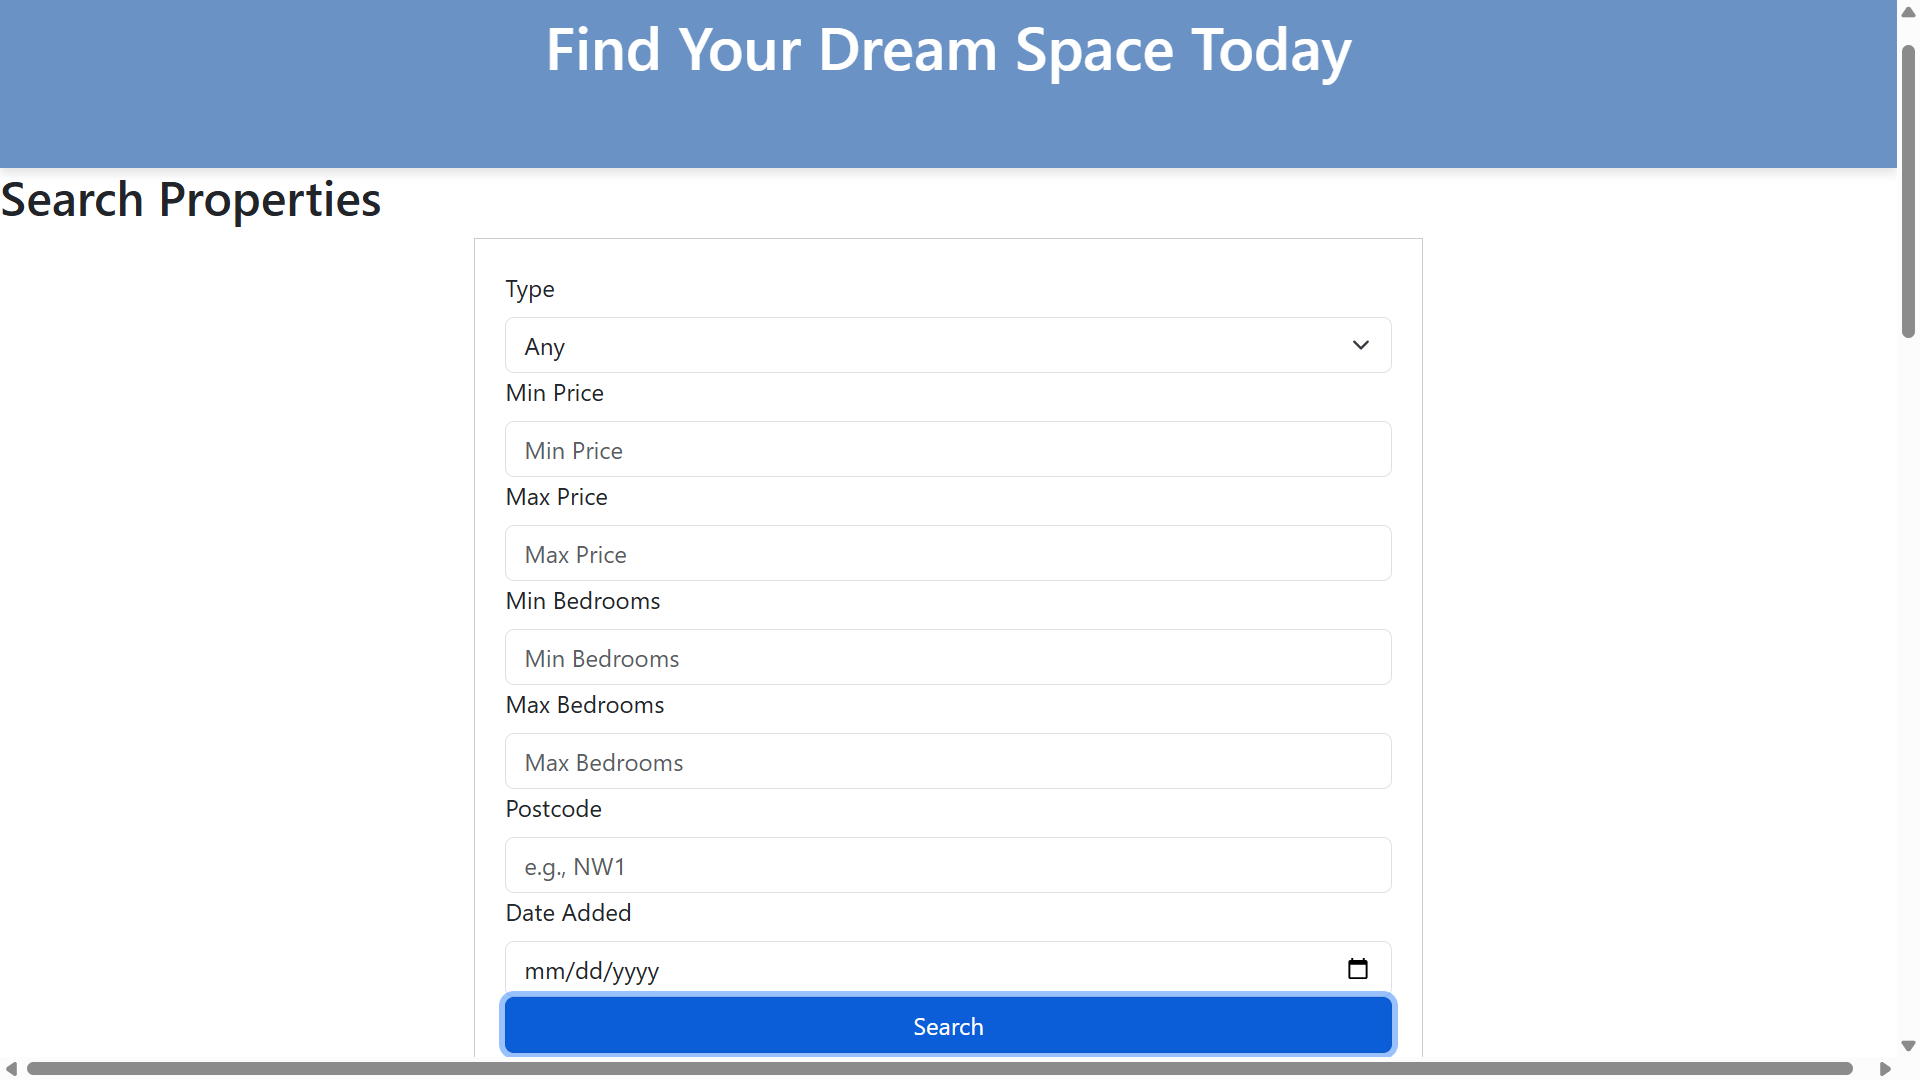 Find Your Dream Space Today
Search Properties
Type
Any
Min Price
Min Price
Max Price
Max Price
Min Bedrooms
Min Bedrooms
Max Bedrooms
Max Bedrooms
Postcode
e.g., NW1
Date Added
mm/dd/yyyy
Search